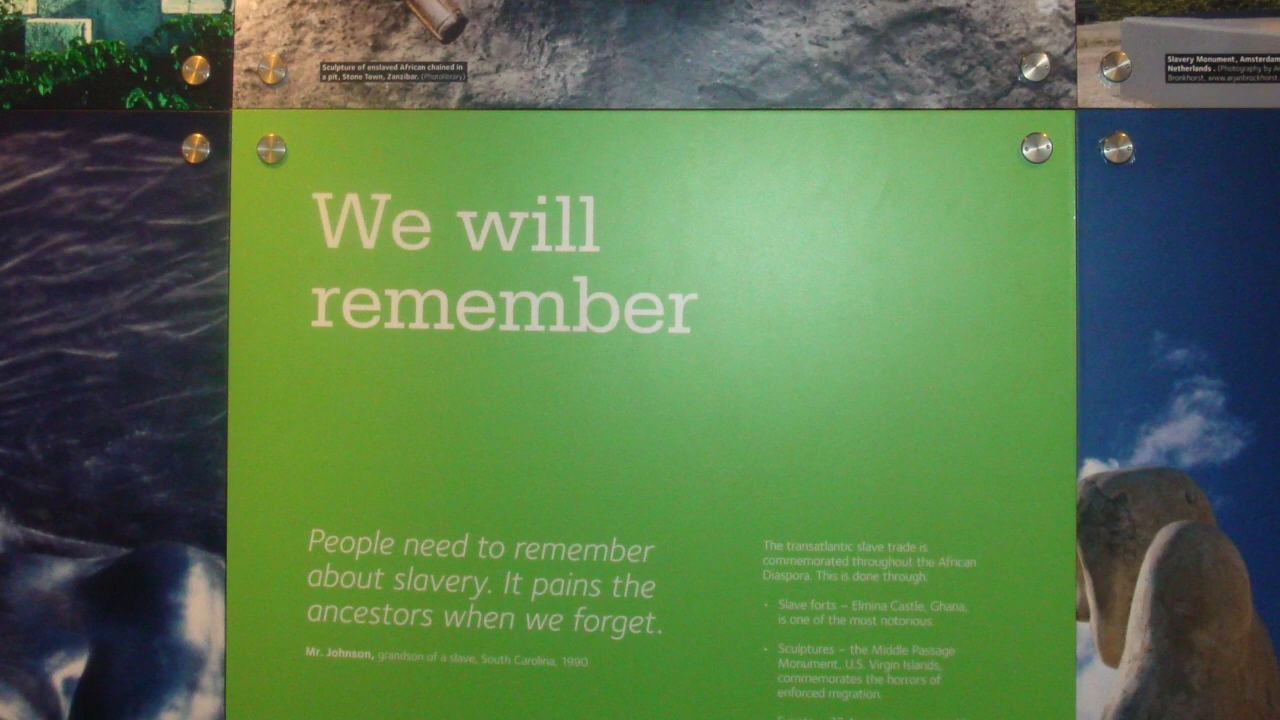 Sculpture of enslaved African chained in
a pit, Stone Town, Zanzibar. (Photolibrary)
Slavery Monument, Amsterdam
Netherlands. (Photography by
Bronkhorst,
We will
remember
People need to remember
about slavery. It pains the
ancestors when we forget.
Mr. Johnson, grandson of a slave, South Carolina, 1990
The transatlantic slave trade is
commemorated throughout the African
Diaspora. This is done through:
• Slave forts – Elmina Castle, Ghana,
is one of the most notorious.
• Sculptures – the Middle Passage
Monument, U.S. Virgin Islands,
commemorates the horrors of
enforced migration.